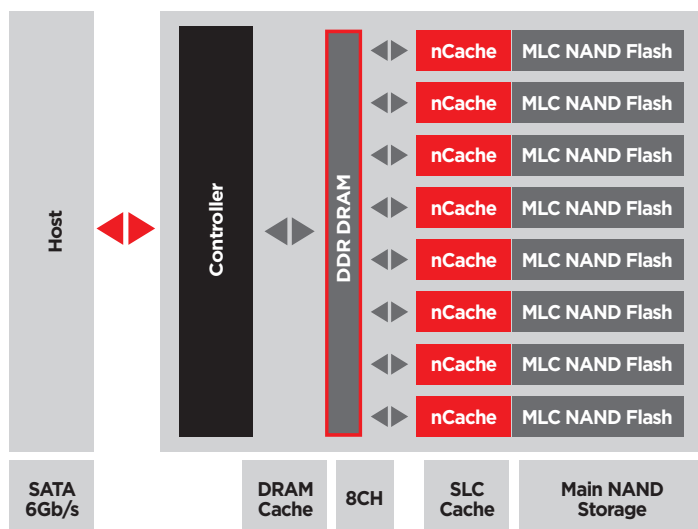 Host
Controller
DDR DRAM
nCache MLC NAND Flash
nCache MLC NAND Flash
nCache MLC NAND Flash
nCache MLC NAND Flash
nCache MLC NAND Flash
nCache MLC NAND Flash
nCache MLC NAND Flash
nCache MLC NAND Flash
SATA
6Gb/s
DRAM
Cache
8CH
SLC
Cache
Main NAND
Storage